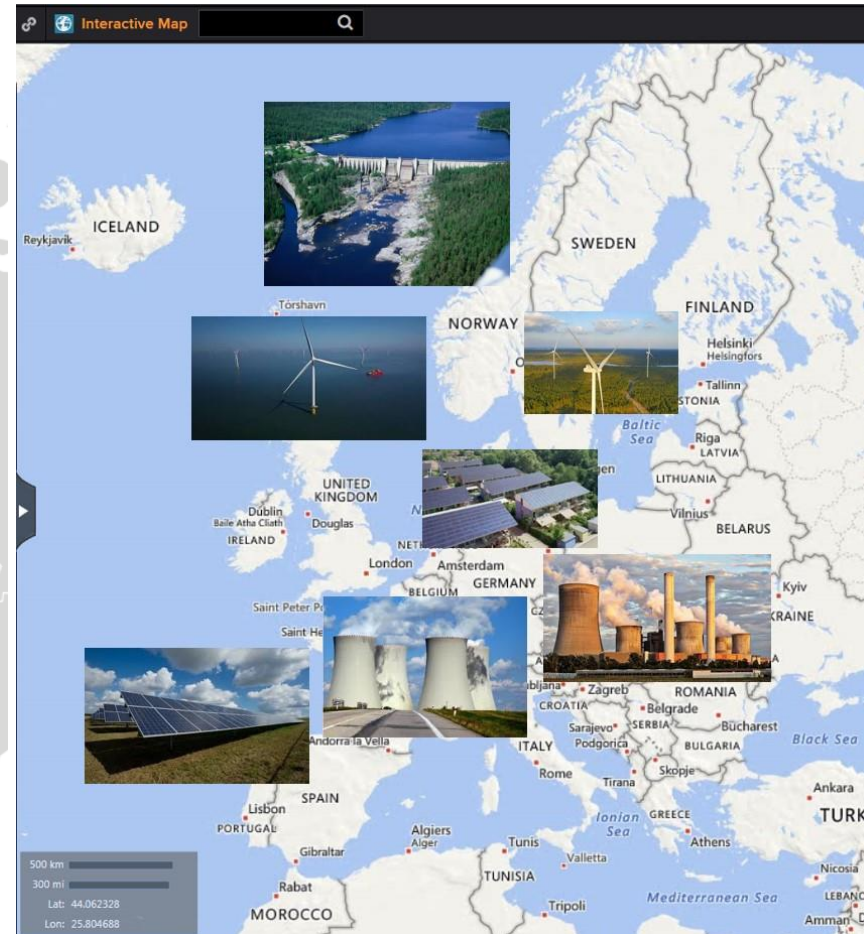 Interactive Map
ICELAND
Reykjavik
SWEDEN
Tórshavn
NORWAY
FINLAND
Helsinki
Helsingfors
Tallinn
STONIA
Baltic
Sea
Riga
LATVIA
LITHUANIA
Vilnius
BELARUS
UNITED
KINGDOM
Dublin
Baile Atha Cliath
Douglas
IRELAND
London
Amsterdam
BELGIUM
GERMANY
Kyiv
KRAINE
Saint Peter P
Saint He
Zagreb
CROATIA
ROMANIA
Belgrade
Sarajevo
SERBIA
Bucharest
Podgorica
BULGARIA
Black Sea
Andorra la Vella
ITALY
Rome
Skopje
Tirana
Ankara
TURK
SPAIN
Lisbon
PORTUGAL
Ionian
Sea
GREECE
Athens
Gibraltar
Algiers
Alger
Tunis
Valletta
TUNISIA
Nicosia
Rabat
MOROCCO
Tripoli
Mediterranean Sea
LEBANO
Amman
500 km
300 mi
Lat: 44.062328
Lon: 25.804688